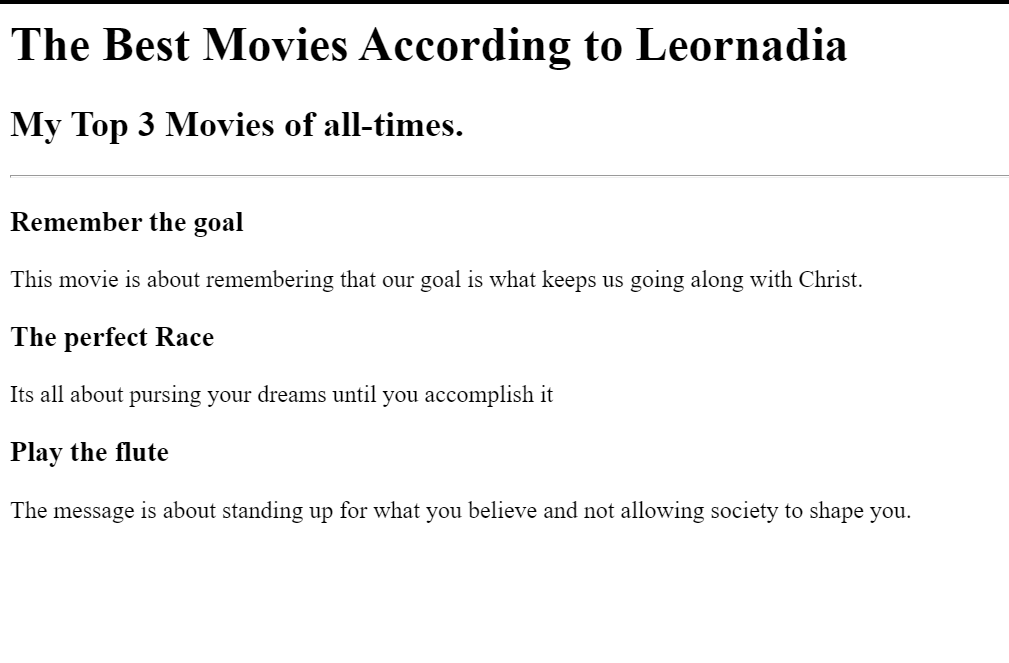 The Best Movies According to Leornadia
My Top 3 Movies of all-times.
Remember the goal
This movie is about remembering that our goal is what keeps us going along with Christ.
The perfect Race
Its all about pursing your dreams until you accomplish it
Play the flute
The message is about standing up for what you believe and not allowing society to shape you.